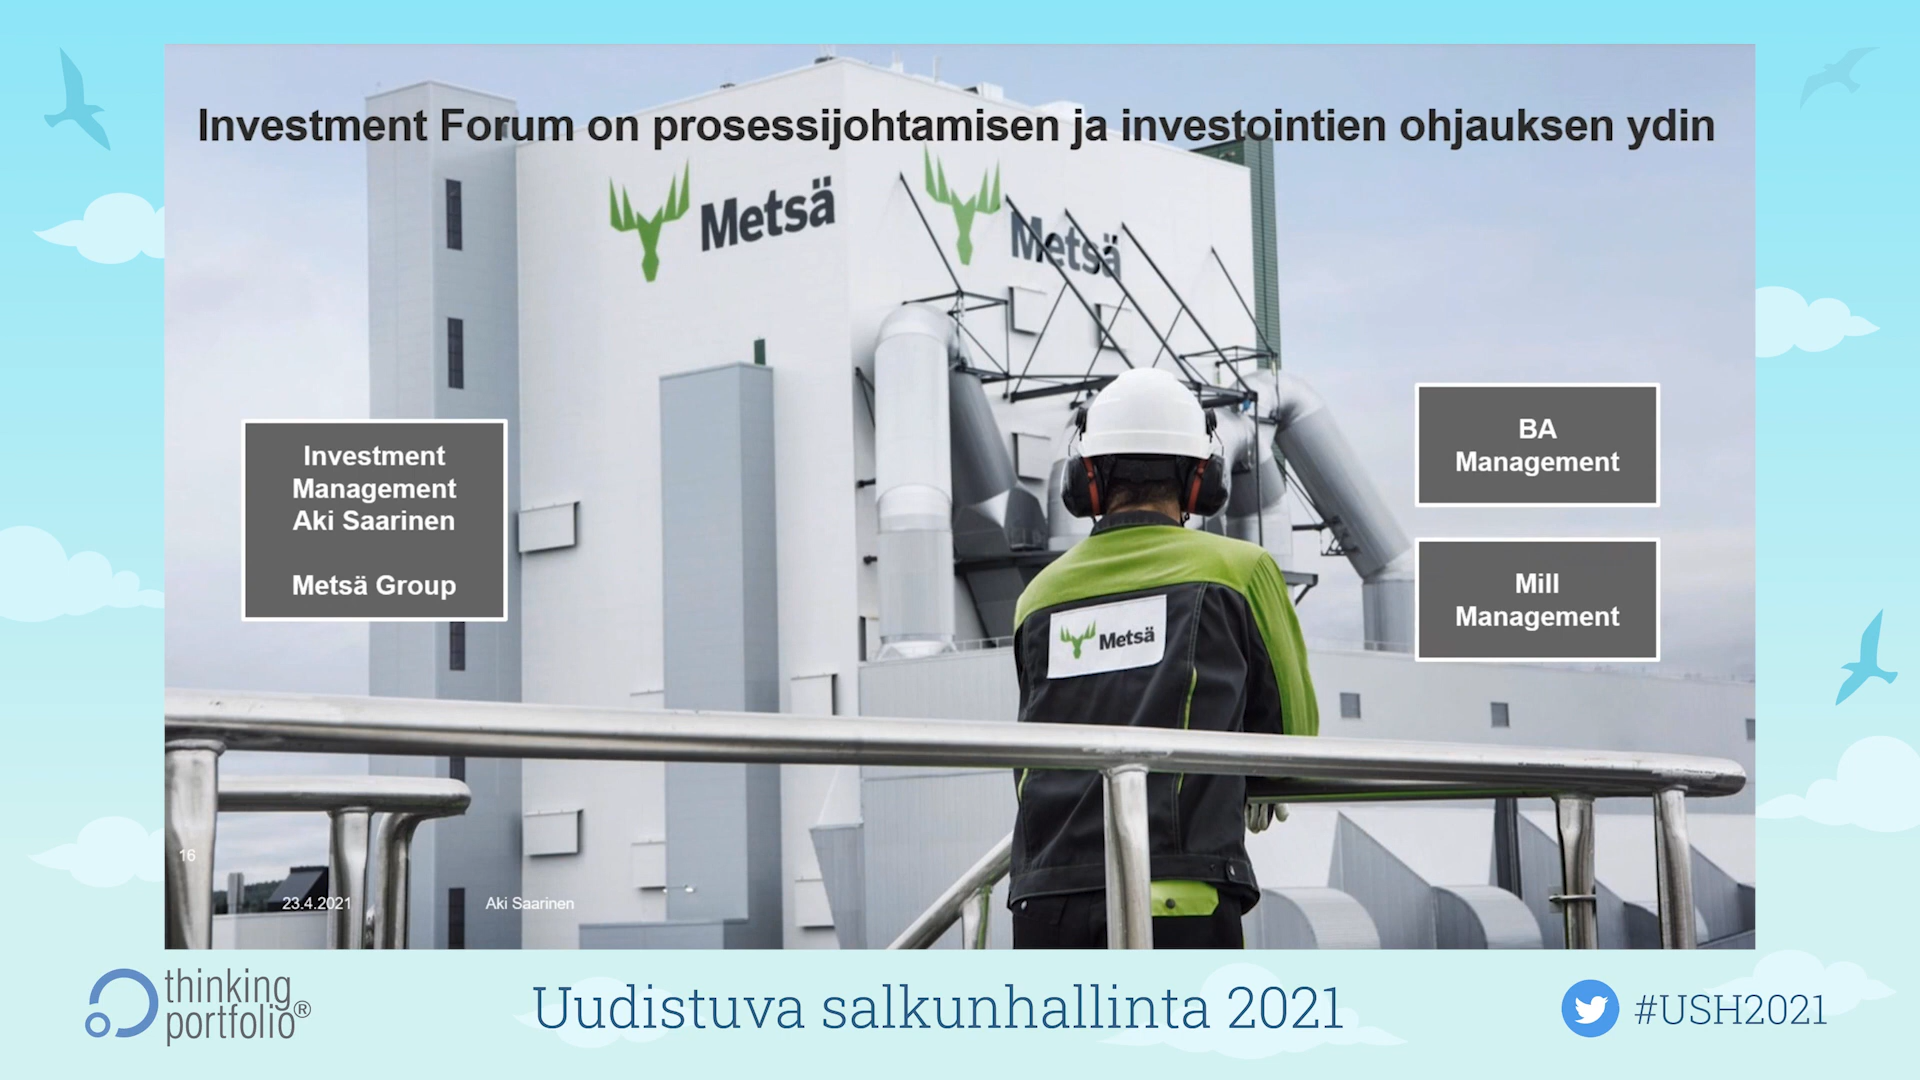 Investment Forum on prosessijohtamisen ja investointien ohjauksen ydin
Metsä
Metsä
Investment
Management
Aki Saarinen
Metsä Group
BA
Management
Mill
Management
Metsä
16
23.4.2021
Aki Saarinen
thinking
portfolio®
Uudistuva salkunhallinta 2021
#USH2021